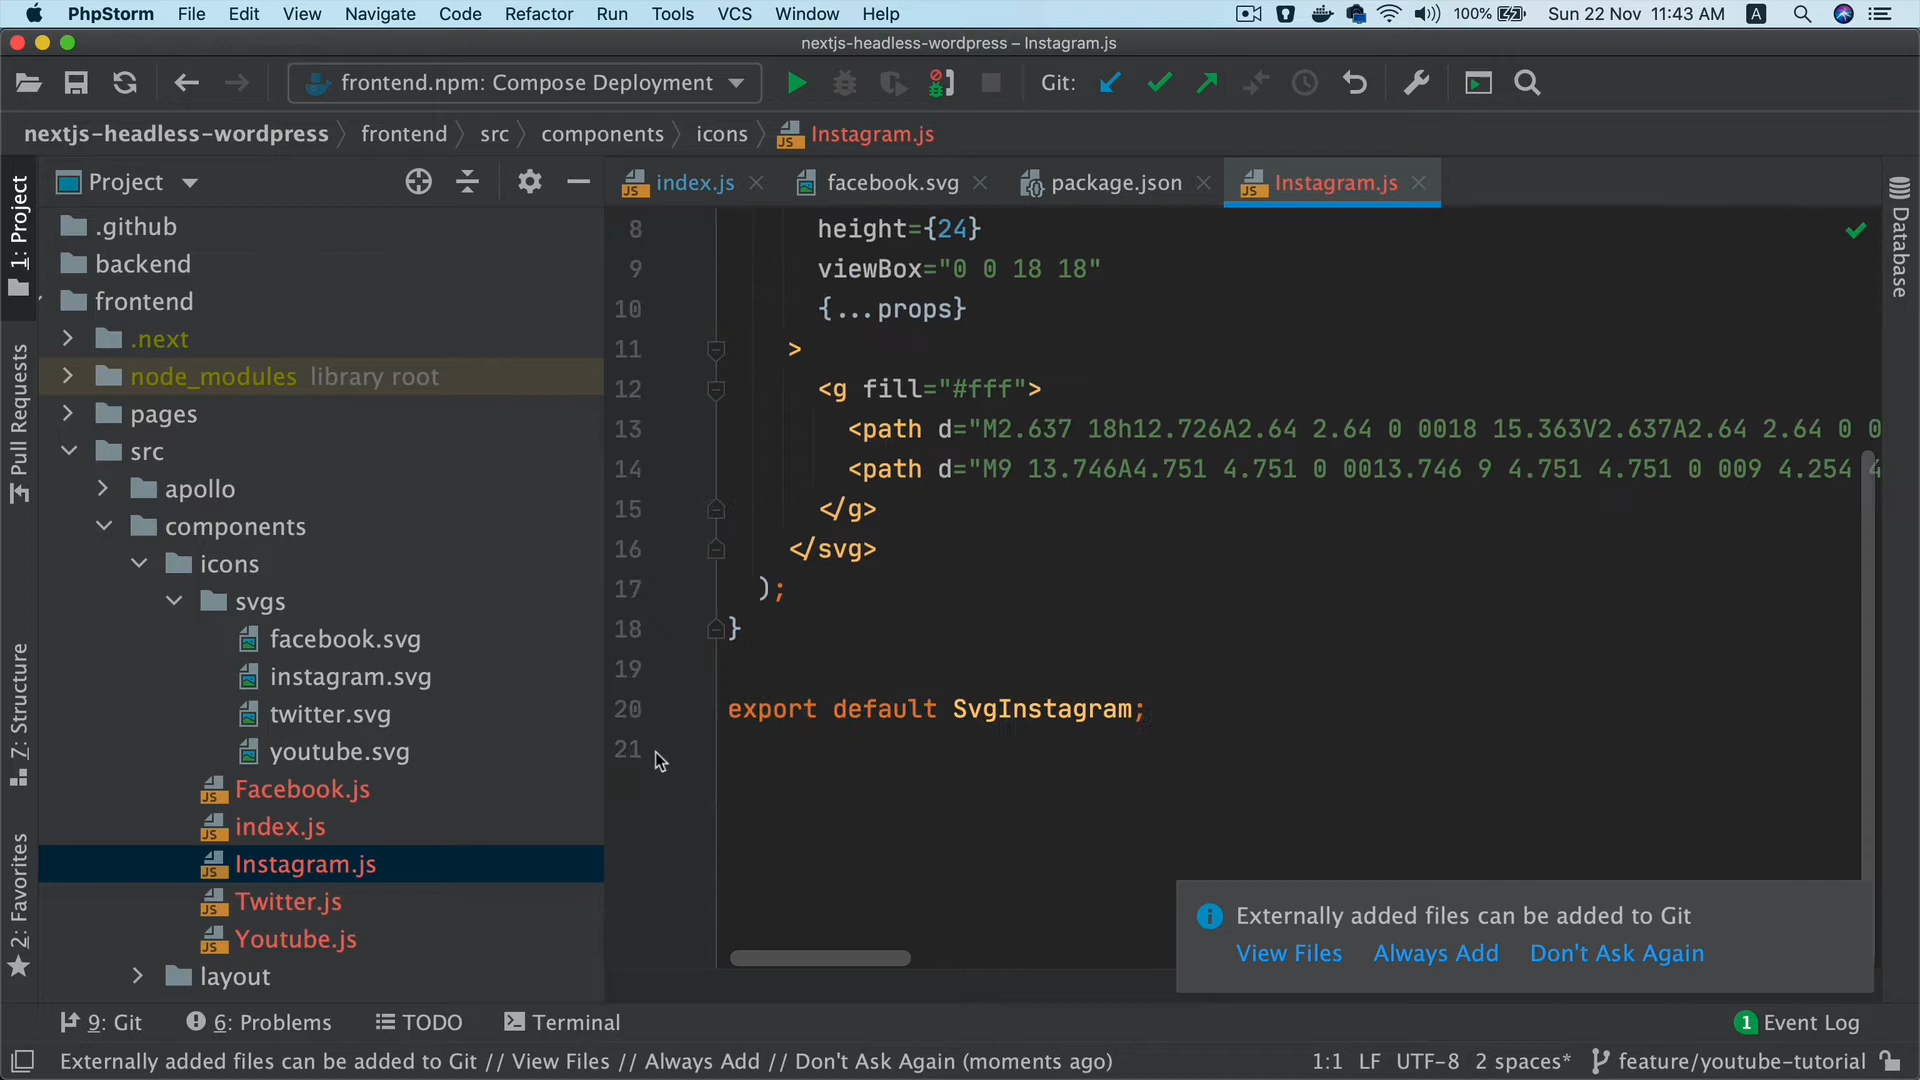 PhpStorm File Edit View Navigate Code Refactor Run Tools VCS Window Help 100% Sun 22 Nov 11:43 AM A
nextjs-headless-wordpress – Instagram.js
frontend.npm: Compose Deployment Git:
nextjs-headless-wordpress frontend src components icons Instagram.js
Project
index.js facebook.svg package.json Instagram.js
1: Project
Pull Requests
Z: Structure
2: Favorites
.github
backend
frontend
.next
node_modules library root
pages
src
apollo
components
icons
svgs
facebook.svg
instagram.svg
twitter.svg
youtube.svg
Facebook.js
index.js
Instagram.js
Twitter.js
Youtube.js
layout
8 height={24}
9 viewBox="0 0 18 18"
10 {...props}
11 >
12 <g fill="#fff">
13 <path d="M2.637 18h12.726A2.64 2.64 0 0018 15.363V2.637A2.64 2.64 0 0
14 <path d="M9 13.746A4.751 4.751 0 0013.746 9 4.751 4.751 0 009 4.254 4
15 </g>
16 </svg>
17 );
18 }
19
20 export default SvgInstagram;
21
Database
Externally added files can be added to Git
View Files Always Add Don't Ask Again
9: Git 6: Problems TODO Terminal 1 Event Log
Externally added files can be added to Git // View Files // Always Add // Don't Ask Again (moments ago) 1:1 LF UTF-8 2 spaces* feature/youtube-tutorial